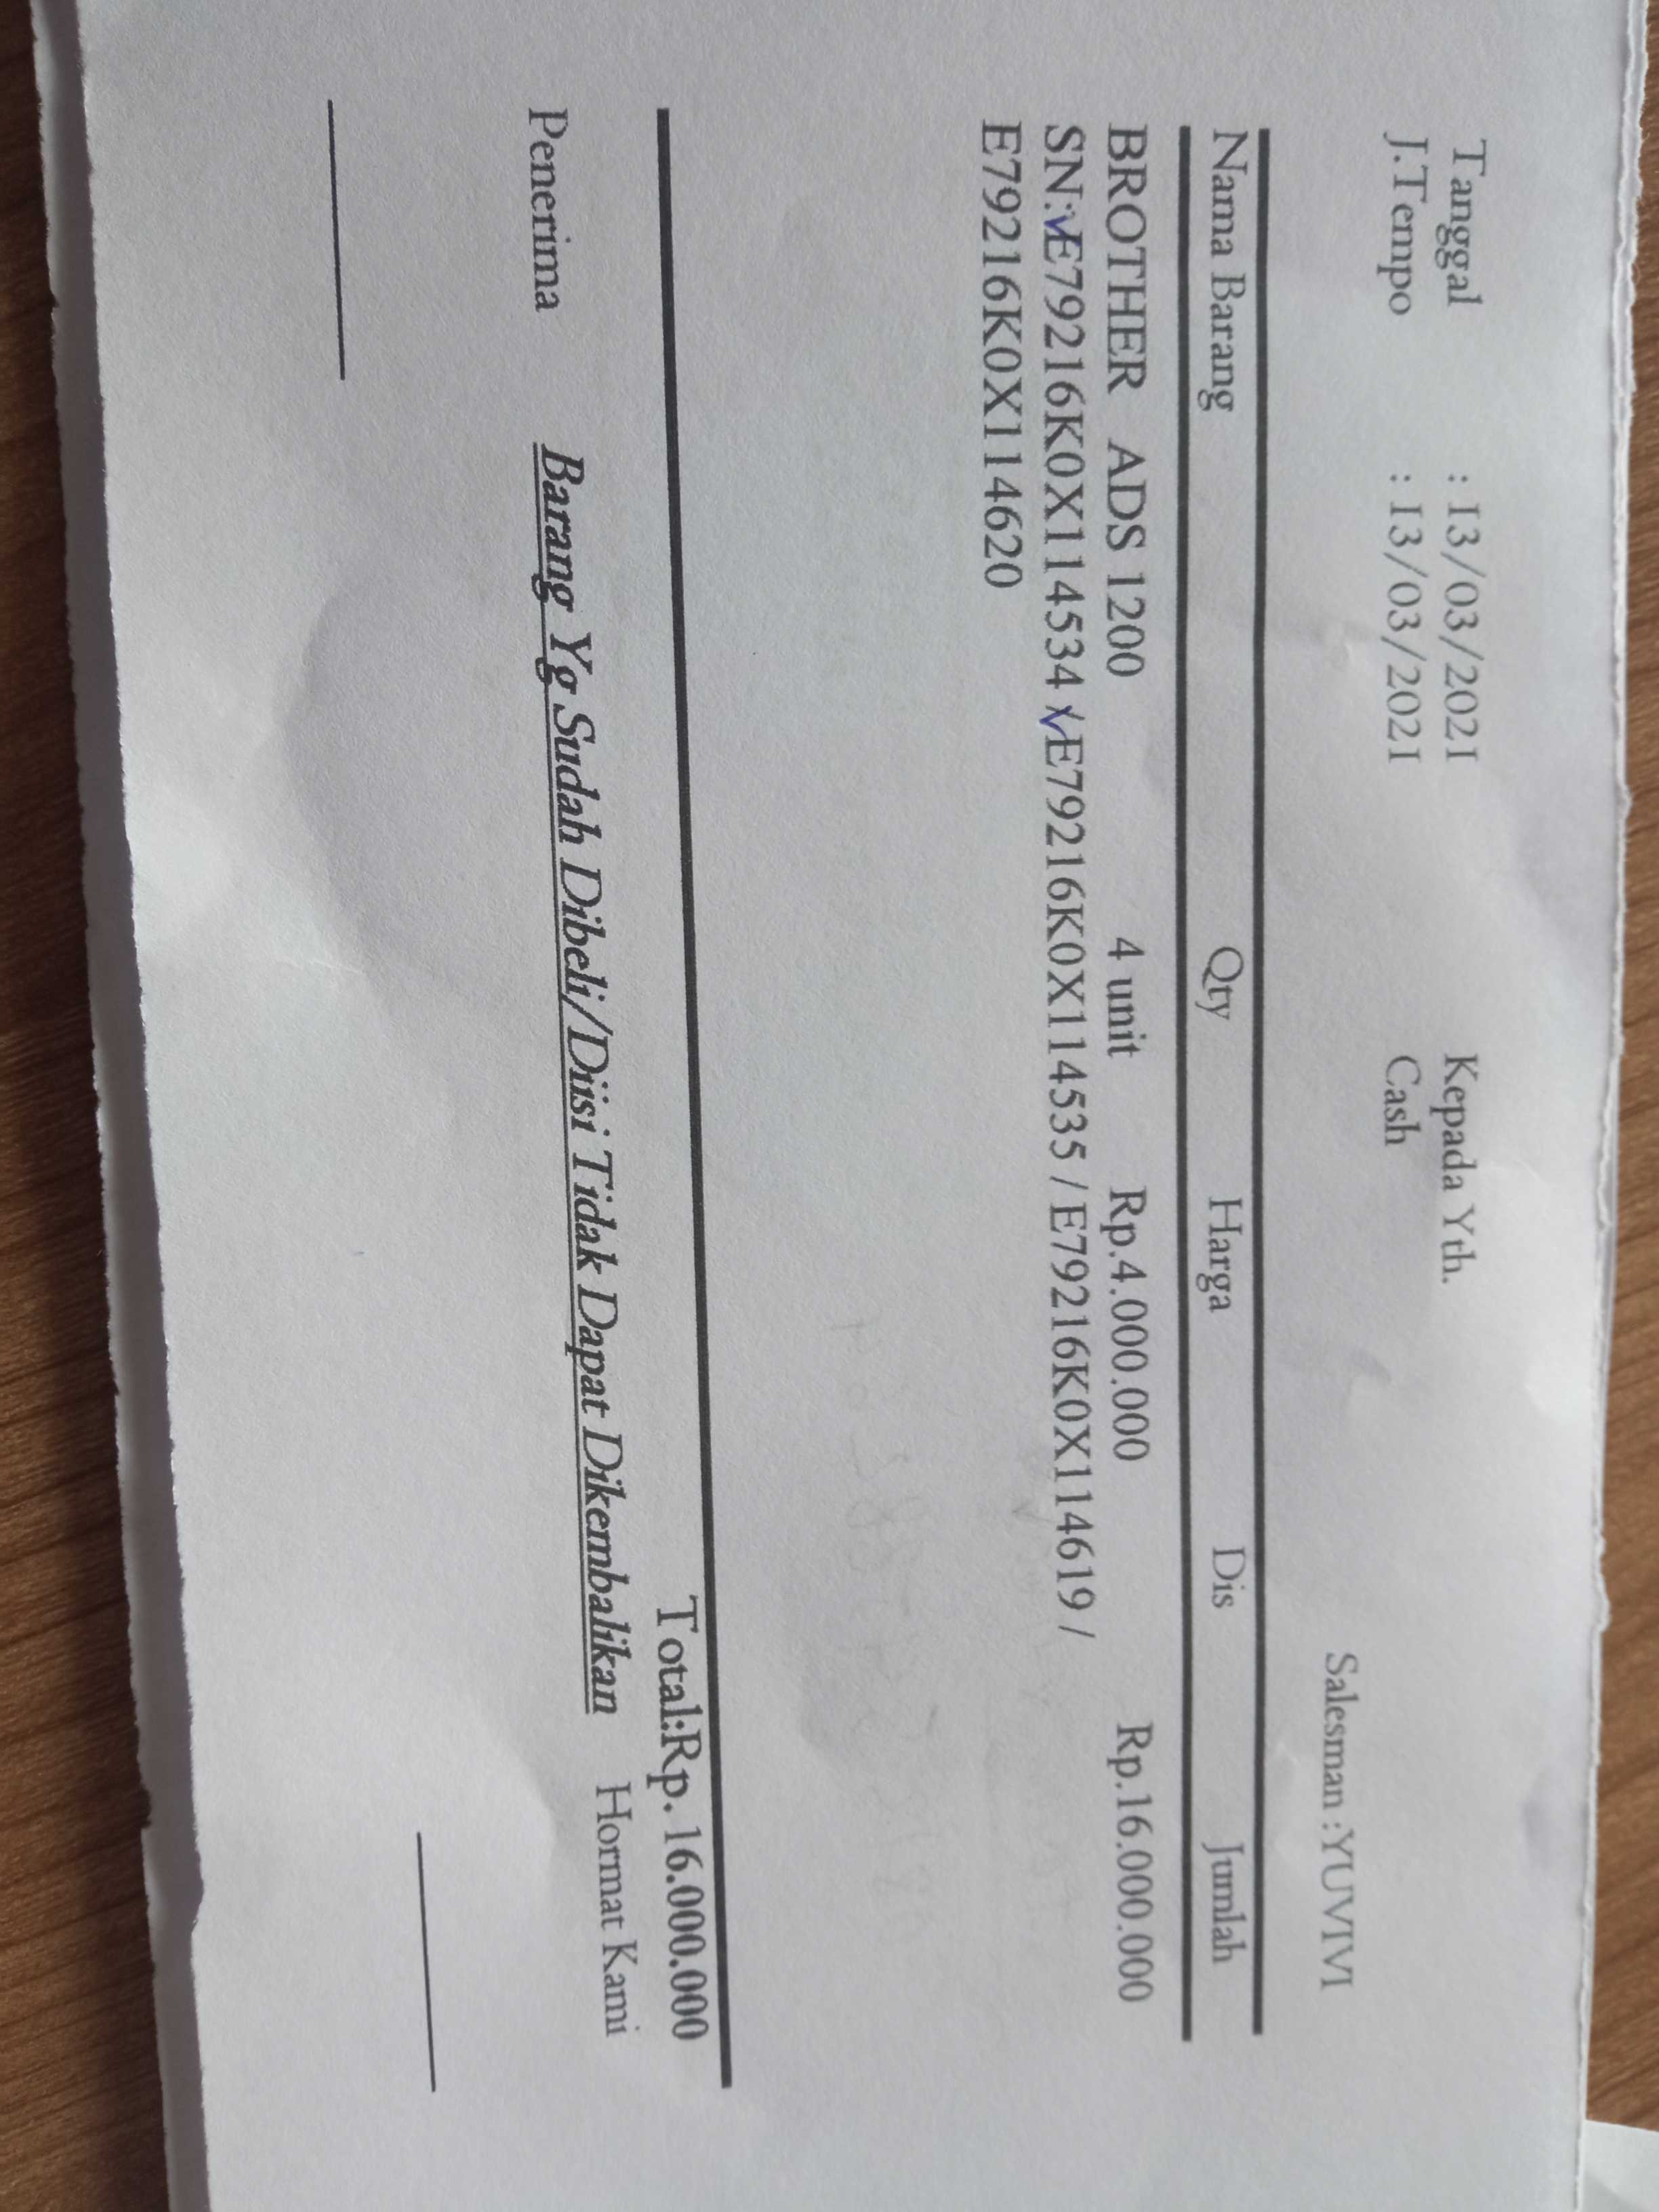 Tanggal : 13/03/2021 Kepada Yth.
J.Tempo : 13/03/2021 Cash
Salesman :YUVIVI
Nama Barang Qty Harga Dis Jumlah
BROTHER ADS 1200 4 unit Rp.4.000.000 Rp.16.000.000
SN:E79216K0X114534 / E79216K0X114535 / E79216K0X114619 /
E79216K0X114620
Total:Rp. 16.000.000
Penerima Barang Yg Sudah Dibeli/Diisi Tidak Dapat Dikembalikan Hormat Kami